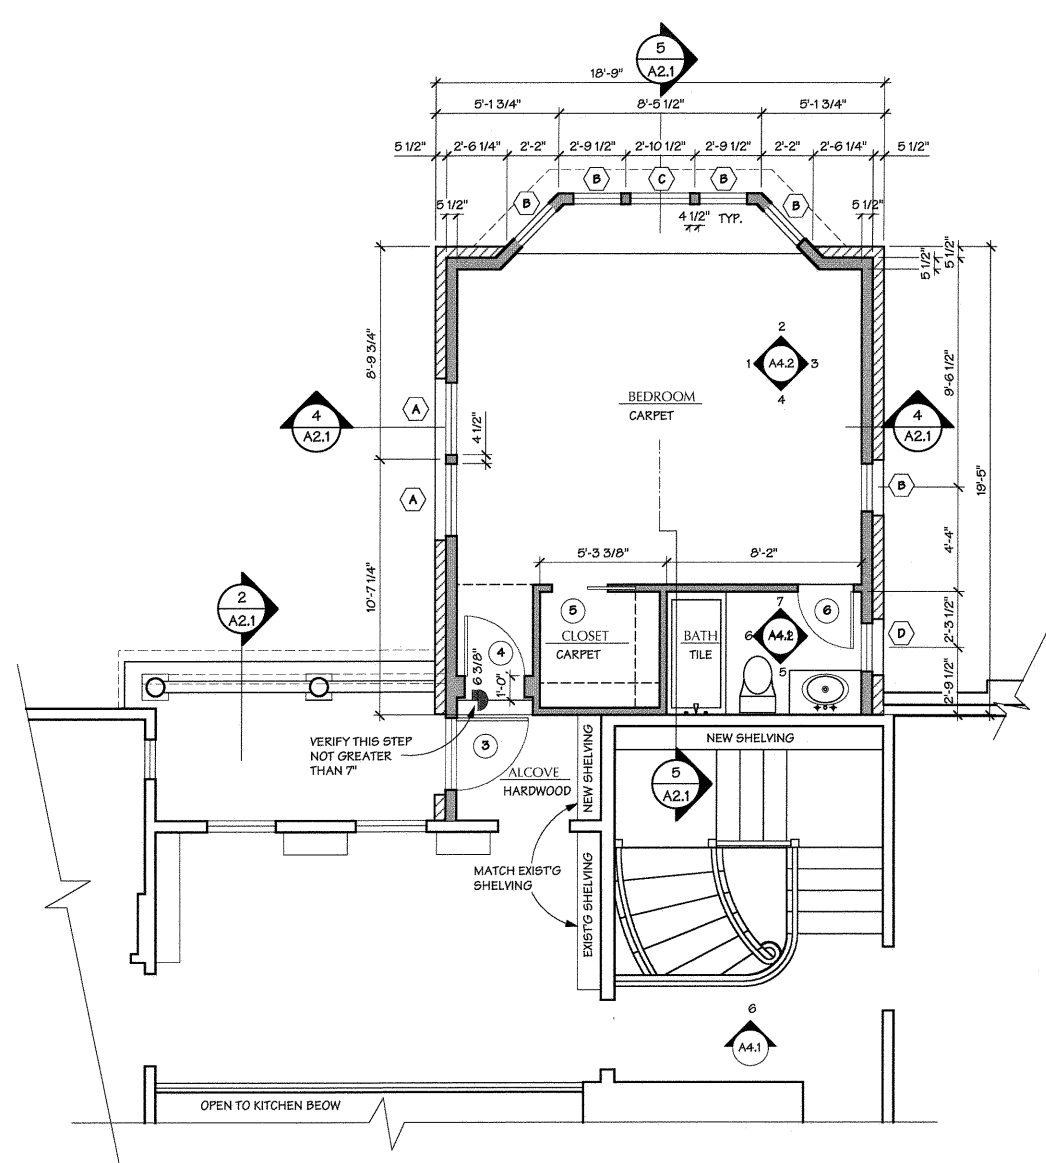 5
A2.1
18'-9"
5'-1 3/4"
8'-5 1/2"
5'-1 3/4"
5 1/2"
2'-6 1/4"
2'-2"
2'-9 1/2"
2'-10 1/2"
2'-9 1/2"
2'-2"
2'-6 1/4"
5 1/2"
B
C
B
B
B
5 1/2"
4 1/2"
TYP.
5 1/2"
5 1/2"
5 1/2"
8'-9 3/4"
2
1
A4.2
3
4
9'-6 1/2"
BEDROOM
CARPET
A
4
A2.1
4 1/2"
4
A2.1
A
B
19'-5"
4'-4"
5'-3 3/8"
8'-2"
10'-7 1/4"
2
A2.1
5
7
6
6
A4.2
5
CLOSET
CARPET
BATH
TILE
D
2'-3 1/2"
4
6 3/8"
1'-0"
2'-9 1/2"
VERIFY THIS STEP
NOT GREATER
THAN 7"
3
NEW SHELVING
NEW SHELVING
ALCOVE
HARDWOOD
5
A2.1
MATCH EXIST'G
SHELVING
EXIST'G SHELVING
6
A4.1
OPEN TO KITCHEN BEOW